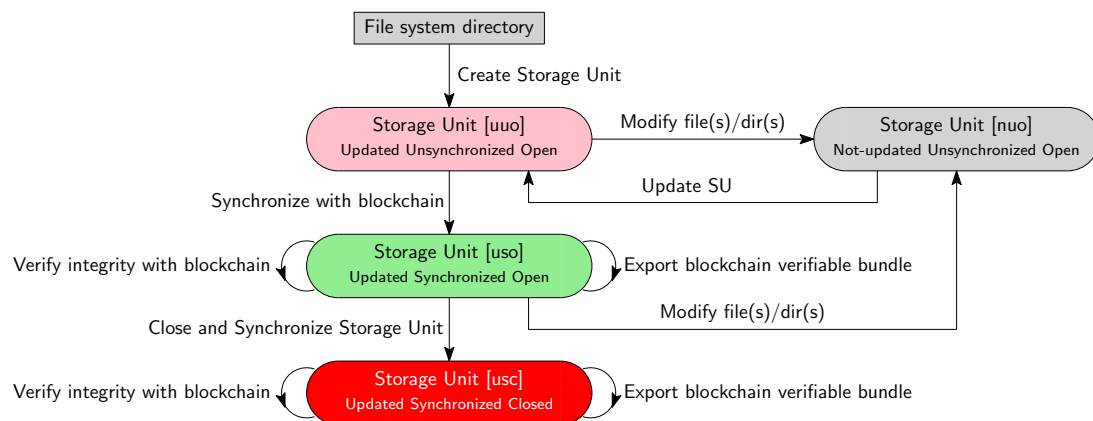 File system directory
Create Storage Unit
Storage Unit [uuo]
Updated Unsynchronized Open
Modify file(s)/dir(s)
Storage Unit [nuo]
Not-updated Unsynchronized Open
Update SU
Synchronize with blockchain
Storage Unit [uso]
Updated Synchronized Open
Verify integrity with blockchain
Export blockchain verifiable bundle
Modify file(s)/dir(s)
Close and Synchronize Storage Unit
Storage Unit [usc]
Updated Synchronized Closed
Verify integrity with blockchain
Export blockchain verifiable bundle